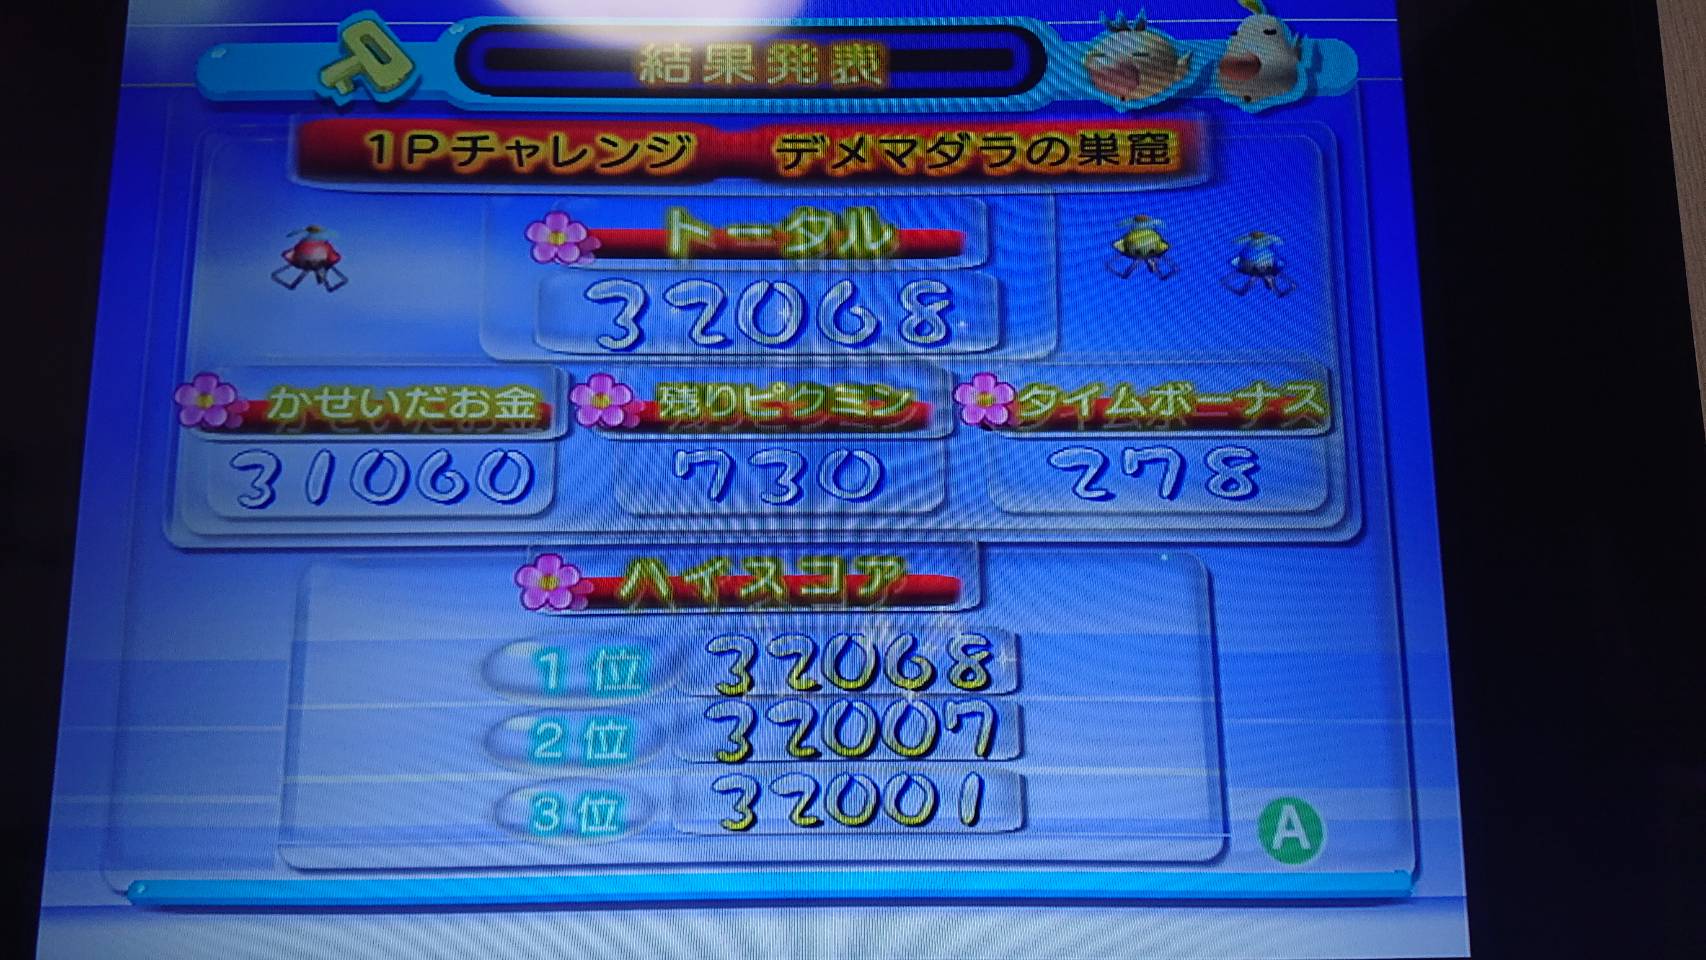 結果発表
1Pチャレンジ デメマダラの巣窟
トータル
32068
かせいだお金 残りピクミン タイムボーナス
31060 730 278
ハイスコア
1位 32068
2位 32007
3位 32001
A